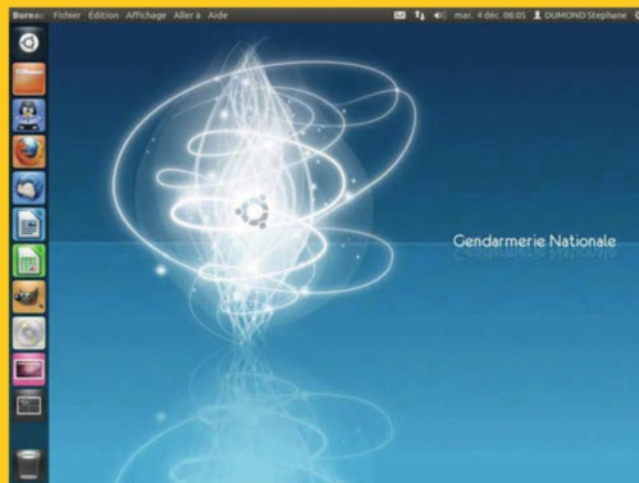 Bureau Fichier Édition Affichage Aller à Aide mar. 4 déc. 08:05 DUMOND Stephane
Gendarmerie Nationale